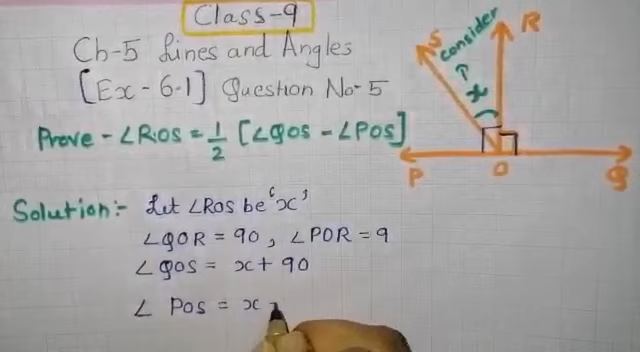 Class-9
Ch-5 Lines and Angles
[Ex-6.1] Question No-5
Prove - ∠ROS = 1/2 [∠QOS - ∠POS]
Solution:- Let ∠ROS be 'x'
∠QOR = 90, ∠POR = 9
∠QOS = x + 90
∠ POS = x -
S
consider
x
R
P
O
Q